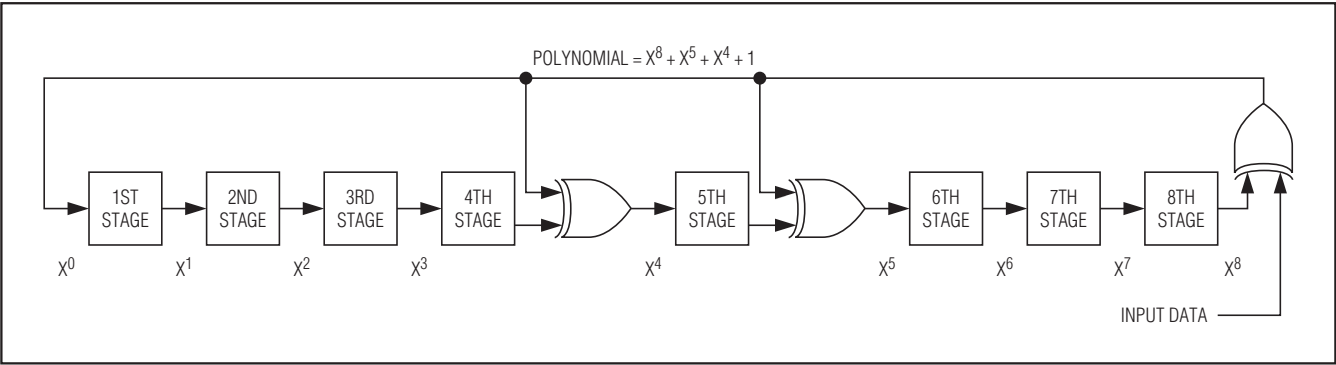 POLYNOMIAL = X⁸ + X⁵ + X⁴ + 1
1ST
STAGE
2ND
STAGE
3RD
STAGE
4TH
STAGE
5TH
STAGE
6TH
STAGE
7TH
STAGE
8TH
STAGE
X⁰
X¹
X²
X³
X⁴
X⁵
X⁶
X⁷
X⁸
INPUT DATA